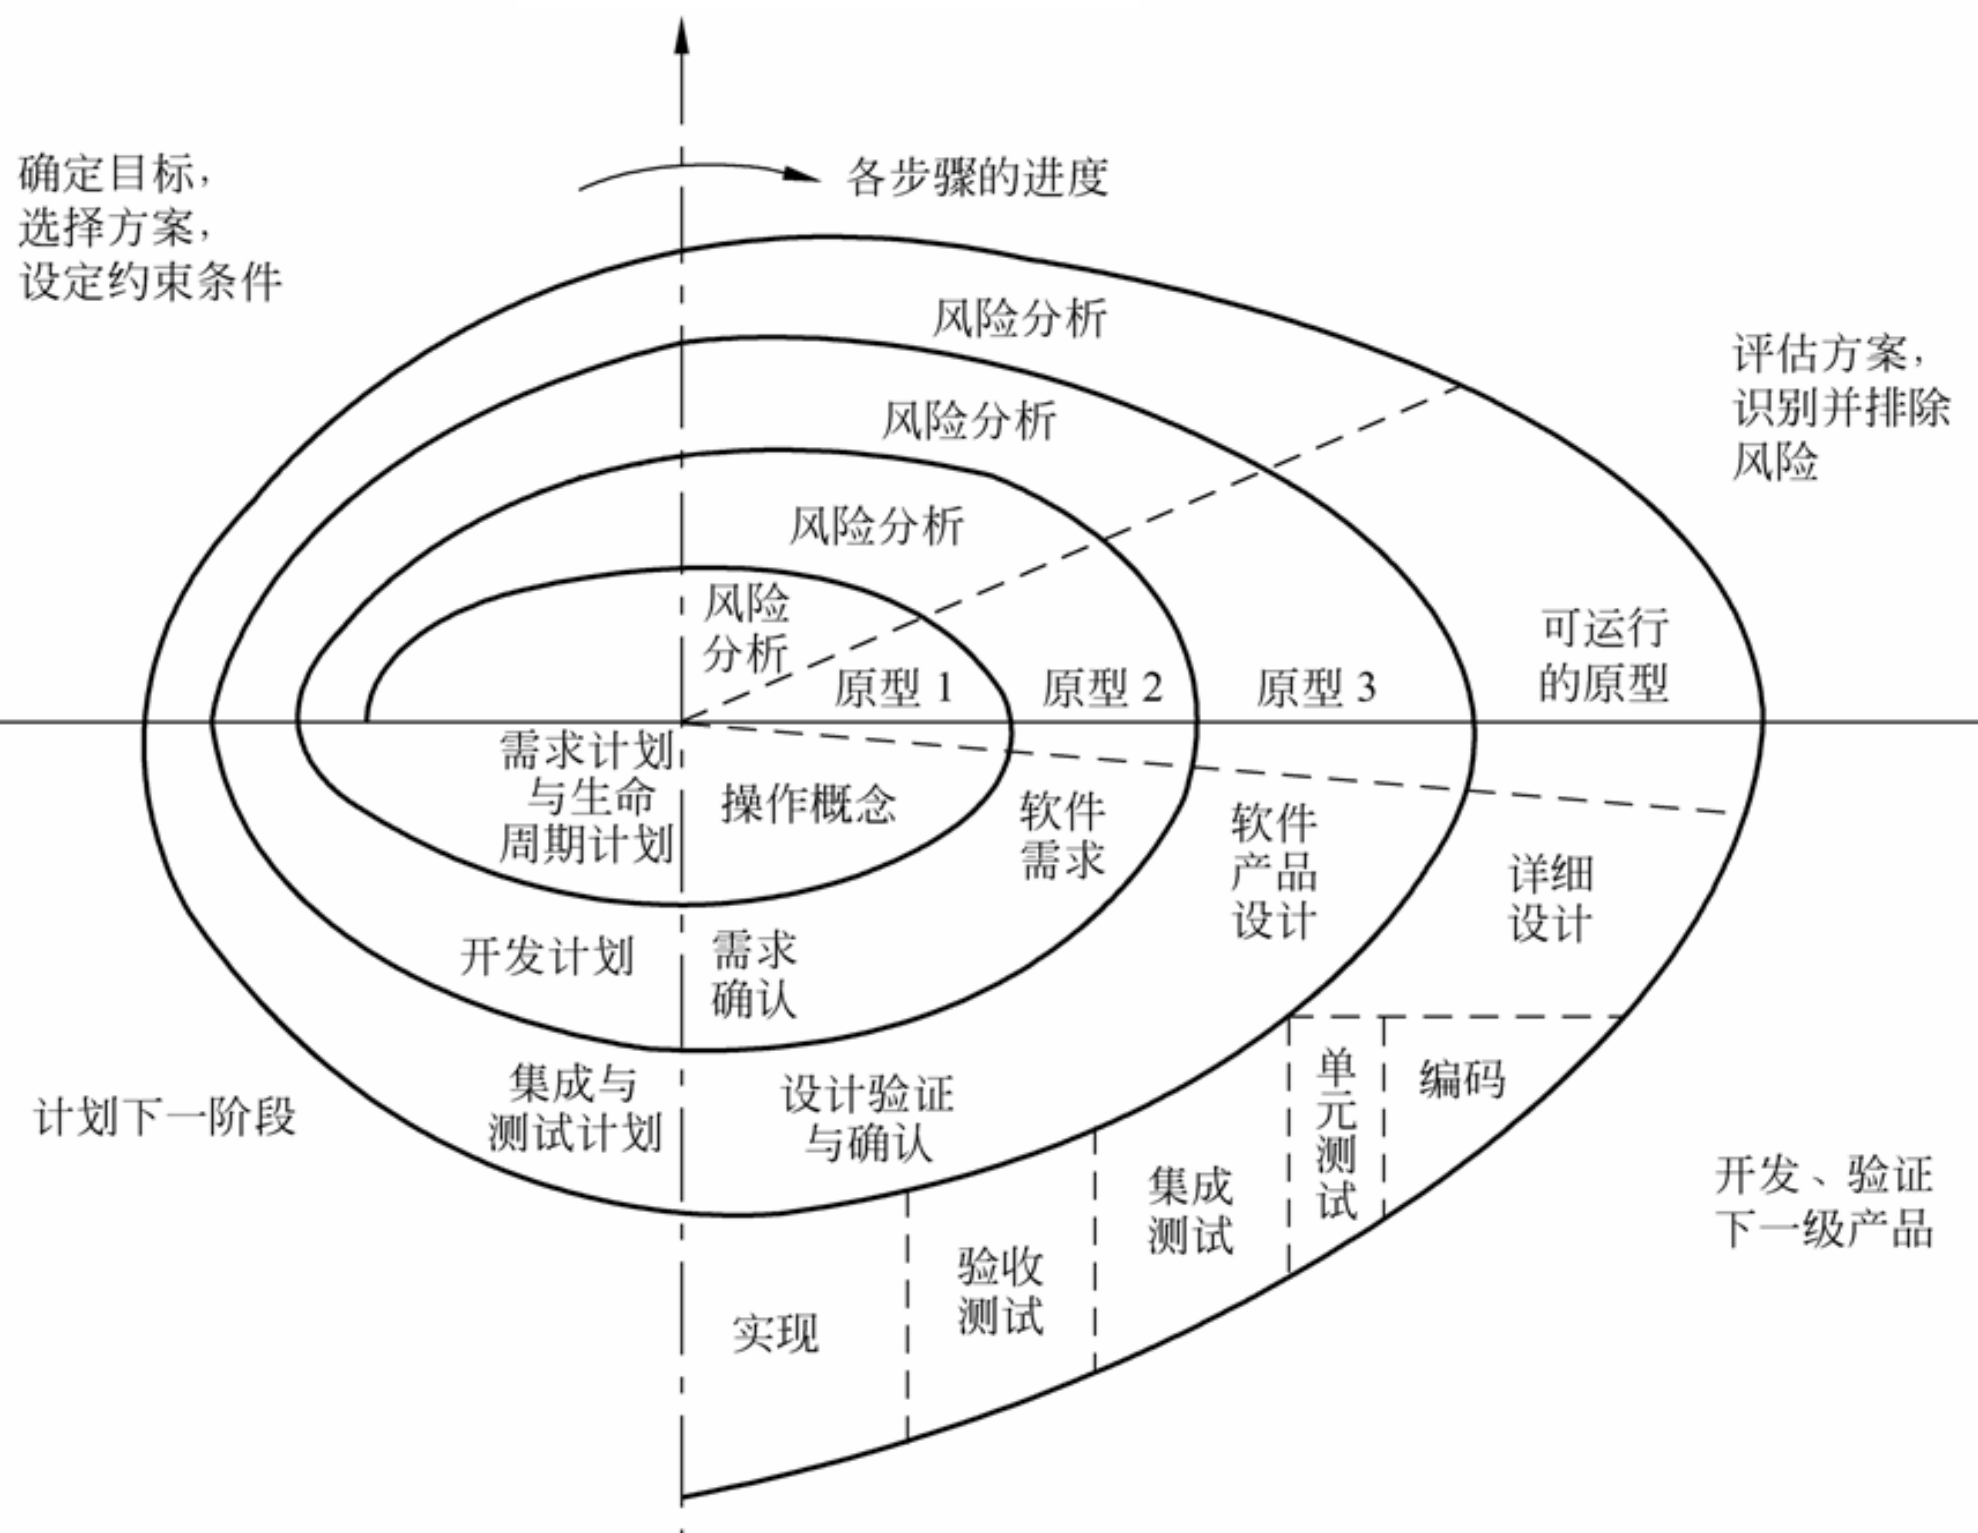 各步骤的进度
确定目标，
选择方案，
设定约束条件
评估方案，
识别并排除
风险
风险分析
风险分析
风险分析
风险
分析
原型 1
原型 2
原型 3
可运行
的原型
需求计划
与生命
周期计划
操作概念
软件
需求
软件
产品
设计
详细
设计
开发计划
需求
确认
集成与
测试计划
设计验证
与确认
单
元
测
试
编码
集成
测试
验收
测试
实现
计划下一阶段
开发、验证
下一级产品